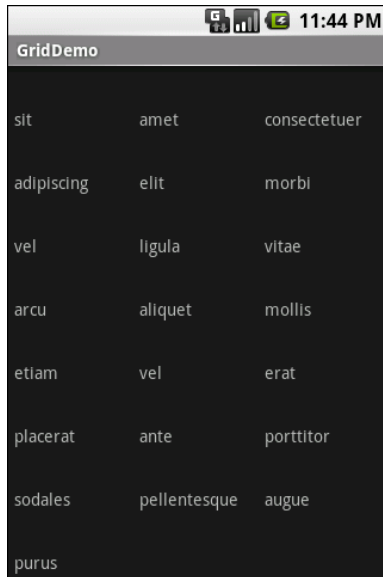 11:44 PM
GridDemo
sit amet consectetuer
adipiscing elit morbi
vel ligula vitae
arcu aliquet mollis
etiam vel erat
placerat ante porttitor
sodales pellentesque augue
purus